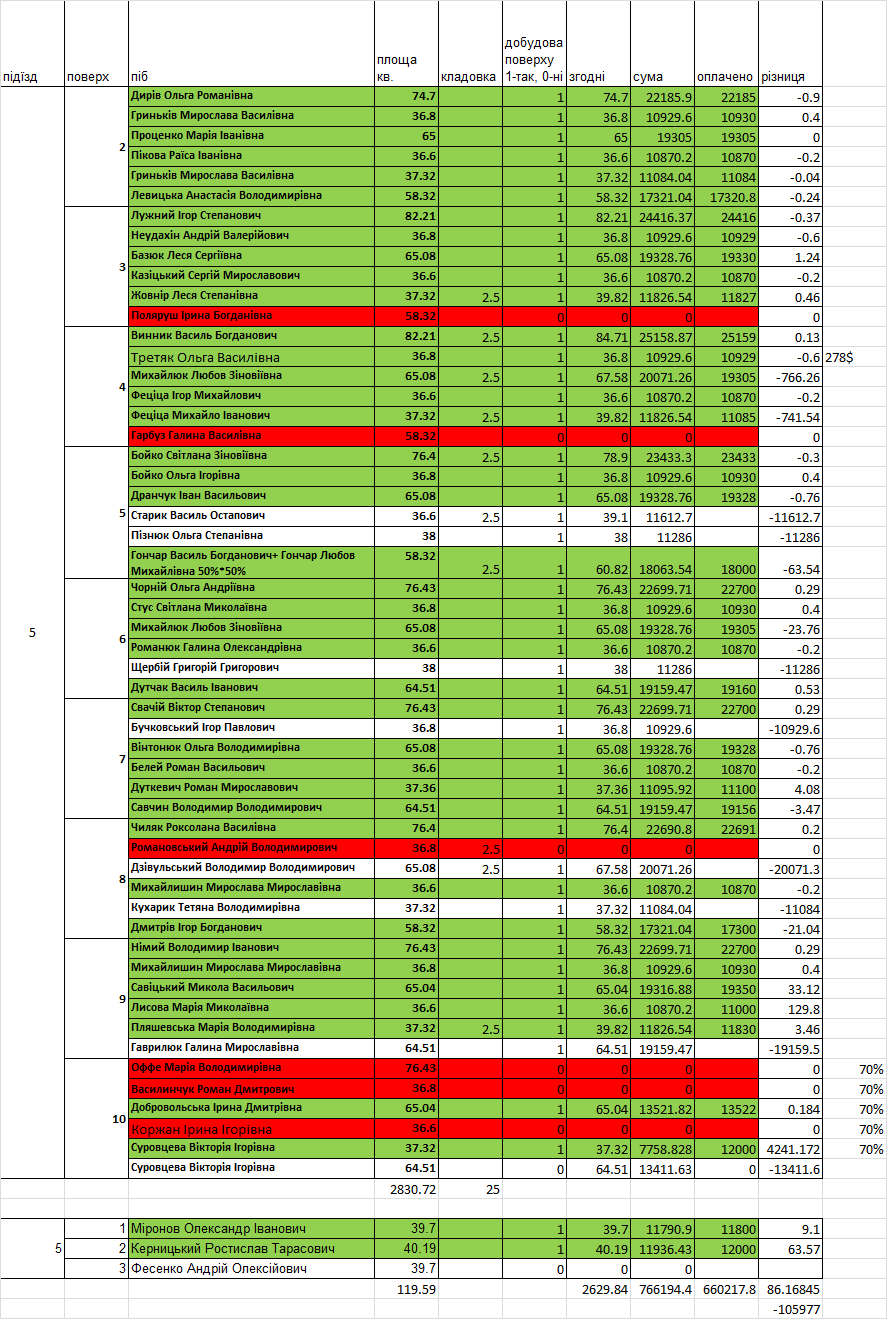 добудова
площа поверху
підїзд поверх піб кв. кладовка 1-так, 0-ні згодні сума оплачено різниця
Дирів Ольга Романівна 74.7 1 74.7 22185.9 22185 -0.9
Гриньків Мирослава Василівна 36.8 1 36.8 10929.6 10930 0.4
Проценко Марія Іванівна 65 1 65 19305 19305 0
2 Пікова Раїса Іванівна 36.6 1 36.6 10870.2 10870 -0.2
Гриньків Мирослава Василівна 37.32 1 37.32 11084.04 11084 -0.04
Левицька Анастасія Володимирівна 58.32 1 58.32 17321.04 17320.8 -0.24
Лужний Ігор Степанович 82.21 1 82.21 24416.37 24416 -0.37
Неудахін Андрій Валерійович 36.8 1 36.8 10929.6 10929 -0.6
Базюк Леся Сергіївна 65.08 1 65.08 19328.76 19330 1.24
3 Казіцький Сергій Мирославович 36.6 1 36.6 10870.2 10870 -0.2
Жовнір Леся Степанівна 37.32 2.5 1 39.82 11826.54 11827 0.46
Поляруш Ірина Богданівна 58.32 0 0 0 0
Винник Василь Богданович 82.21 2.5 1 84.71 25158.87 25159 0.13
Третяк Ольга Василівна 36.8 1 36.8 10929.6 10929 -0.6 278$
Михайлюк Любов Зіновіївна 65.08 2.5 1 67.58 20071.26 19305 -766.26
4 Феціца Ігор Михайлович 36.6 1 36.6 10870.2 10870 -0.2
Феціца Михайло Іванович 37.32 2.5 1 39.82 11826.54 11085 -741.54
Гарбуз Галина Василівна 58.32 0 0 0 0
Бойко Світлана Зіновіївна 76.4 2.5 1 78.9 23433.3 23433 -0.3
Бойко Ольга Ігорівна 36.8 1 36.8 10929.6 10930 0.4
Дранчук Іван Васильович 65.08 1 65.08 19328.76 19328 -0.76
5 Старик Василь Остапович 36.6 2.5 1 39.1 11612.7 -11612.7
Пізнюк Ольга Степанівна 38 1 38 11286 -11286
Гончар Василь Богданович+ Гончар Любов 58.32
Михайлівна 50%*50% 2.5 1 60.82 18063.54 18000 -63.54
Чорній Ольга Андріївна 76.43 1 76.43 22699.71 22700 0.29
Стус Світлана Миколаївна 36.8 1 36.8 10929.6 10930 0.4
5 Михайлюк Любов Зіновіївна 65.08 1 65.08 19328.76 19305 -23.76
6 Романюк Галина Олександрівна 36.6 1 36.6 10870.2 10870 -0.2
Щербій Григорій Григорович 38 1 38 11286 -11286
Дутчак Василь Іванович 64.51 1 64.51 19159.47 19160 0.53
Свачій Віктор Степанович 76.43 1 76.43 22699.71 22700 0.29
Бучковський Ігор Павлович 36.8 1 36.8 10929.6 -10929.6
Вінтонюк Ольга Володимирівна 65.08 1 65.08 19328.76 19328 -0.76
7 Белей Роман Васильович 36.6 1 36.6 10870.2 10870 -0.2
Дуткевич Роман Мирославович 37.36 1 37.36 11095.92 11100 4.08
Савчин Володимир Володимирович 64.51 1 64.51 19159.47 19156 -3.47
Чиляк Роксолана Василівна 76.4 1 76.4 22690.8 22691 0.2
Романовський Андрій Володимирович 36.8 2.5 0 0 0 0
Дзівульський Володимир Володимирович 65.08 2.5 1 67.58 20071.26 -20071.3
8 Михайлишин Мирослава Мирославівна 36.6 1 36.6 10870.2 10870 -0.2
Кухарик Тетяна Володимирівна 37.32 1 37.32 11084.04 -11084
Дмитрів Ігор Богданович 58.32 1 58.32 17321.04 17300 -21.04
Німий Володимир Іванович 76.43 1 76.43 22699.71 22700 0.29
Михайлишин Мирослава Мирославівна 36.8 1 36.8 10929.6 10930 0.4
Савіцький Микола Васильович 65.04 1 65.04 19316.88 19350 33.12
9 Лисова Марія Миколаївна 36.6 1 36.6 10870.2 11000 129.8
Пляшевська Марія Володимирівна 37.32 2.5 1 39.82 11826.54 11830 3.46
Гаврилюк Галина Мирославівна 64.51 1 64.51 19159.47 -19159.5
Оффе Марія Володимирівна 76.43 0 0 0 0 70%
Василинчук Роман Дмитрович 36.8 0 0 0 0 70%
Добровольська Ірина Дмитрівна 65.04 1 65.04 13521.82 13522 0.184 70%
10 Коржан Ірина Ігорівна 36.6 0 0 0 0 70%
Суровцева Вікторія Ігорівна 37.32 1 37.32 7758.828 12000 4241.172 70%
Суровцева Вікторія Ігорівна 64.51 0 64.51 13411.63 0 -13411.6
2830.72 25
1 Міронов Олександр Іванович 39.7 1 39.7 11790.9 11800 9.1
5 2 Керницький Ростислав Тарасович 40.19 1 40.19 11936.43 12000 63.57
3 Фесенко Андрій Олексійович 39.7 0 0 0
119.59 2629.84 766194.4 660217.8 86.16845
-105977